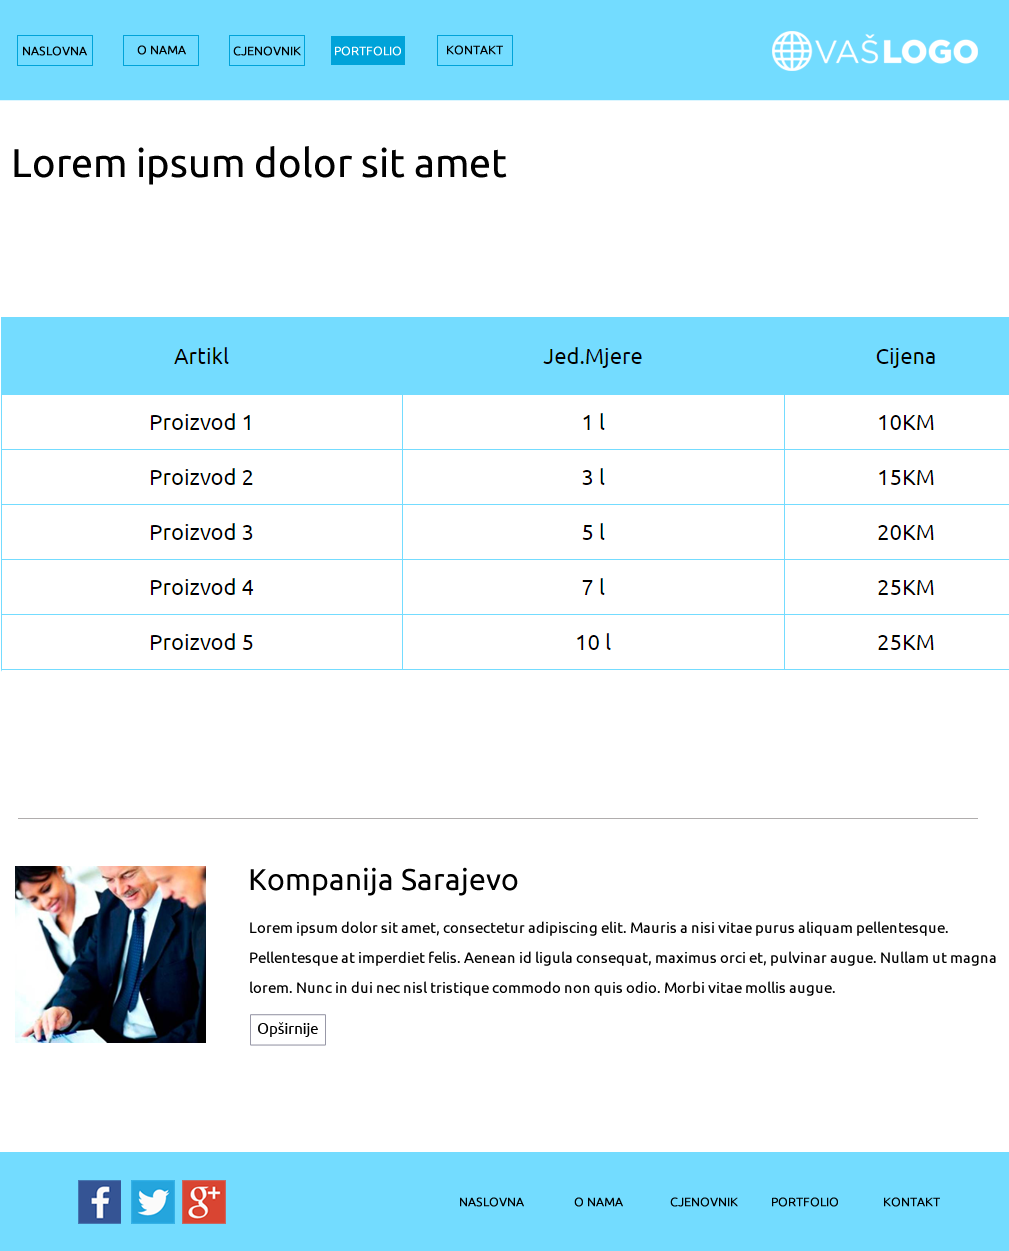 NASLOVNA O NAMA CJENOVNIK PORTFOLIO KONTAKT VAŠLOGO
Lorem ipsum dolor sit amet
Artikl Jed.Mjere Cijena
Proizvod 1 1 l 10KM
Proizvod 2 3 l 15KM
Proizvod 3 5 l 20KM
Proizvod 4 7 l 25KM
Proizvod 5 10 l 25KM
Kompanija Sarajevo
Lorem ipsum dolor sit amet, consectetur adipiscing elit. Mauris a nisi vitae purus aliquam pellentesque.
Pellentesque at imperdiet felis. Aenean id ligula consequat, maximus orci et, pulvinar augue. Nullam ut magna
lorem. Nunc in dui nec nisl tristique commodo non quis odio. Morbi vitae mollis augue.
Opširnije
f g+ NASLOVNA O NAMA CJENOVNIK PORTFOLIO KONTAKT